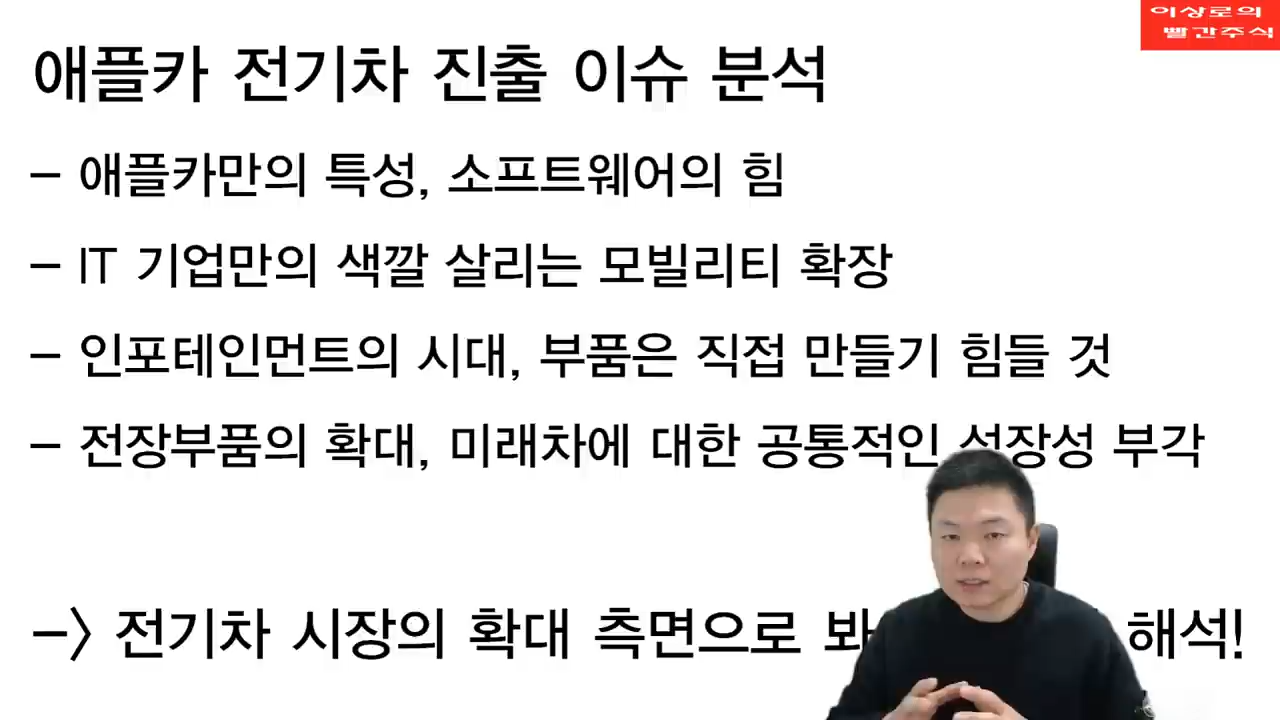 이상로의
빨간주식
애플카 전기차 진출 이슈 분석
- 애플카만의 특성, 소프트웨어의 힘
- IT 기업만의 색깔 살리는 모빌리티 확장
- 인포테인먼트의 시대, 부품은 직접 만들기 힘들 것
- 전장부품의 확대, 미래차에 대한 공통적인 성장성 부각
-> 전기차 시장의 확대 측면으로 해석!